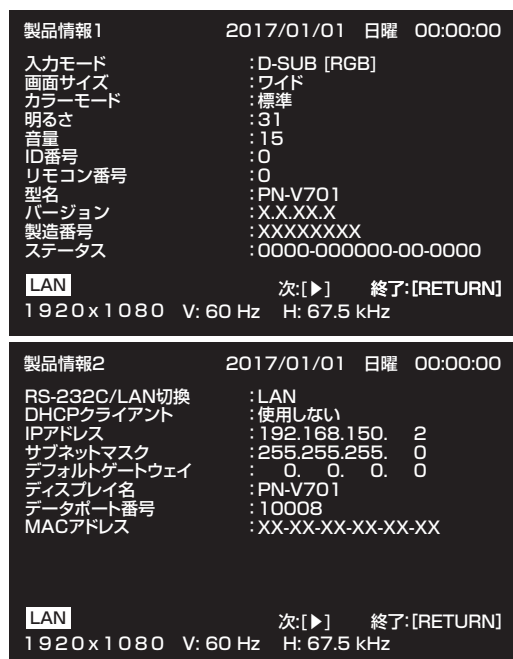 製品情報1 2017/01/01 日曜 00:00:00
入力モード :D-SUB [RGB]
画面サイズ :ワイド
カラーモード :標準
明るさ :31
音量 :15
ID番号 :0
リモコン番号 :0
型名 :PN-V701
バージョン :X.X.XX.X
製造番号 :XXXXXXXX
ステータス :0000-000000-00-0000
LAN 次:[▶] 終了:[RETURN]
1920x1080 V: 60 Hz H: 67.5 kHz
製品情報2 2017/01/01 日曜 00:00:00
RS-232C/LAN切換 :LAN
DHCPクライアント :使用しない
IPアドレス :192.168.150. 2
サブネットマスク :255.255.255. 0
デフォルトゲートウェイ : 0. 0. 0. 0
ディスプレイ名 :PN-V701
データポート番号 :10008
MACアドレス :XX-XX-XX-XX-XX-XX
LAN 次:[▶] 終了:[RETURN]
1920x1080 V: 60 Hz H: 67.5 kHz